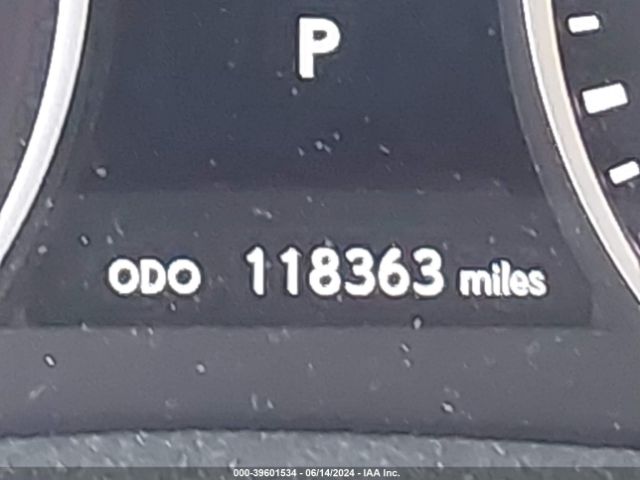 P
ODO 118363 miles
000-39601534 - 06/14/2024 - IAA Inc.